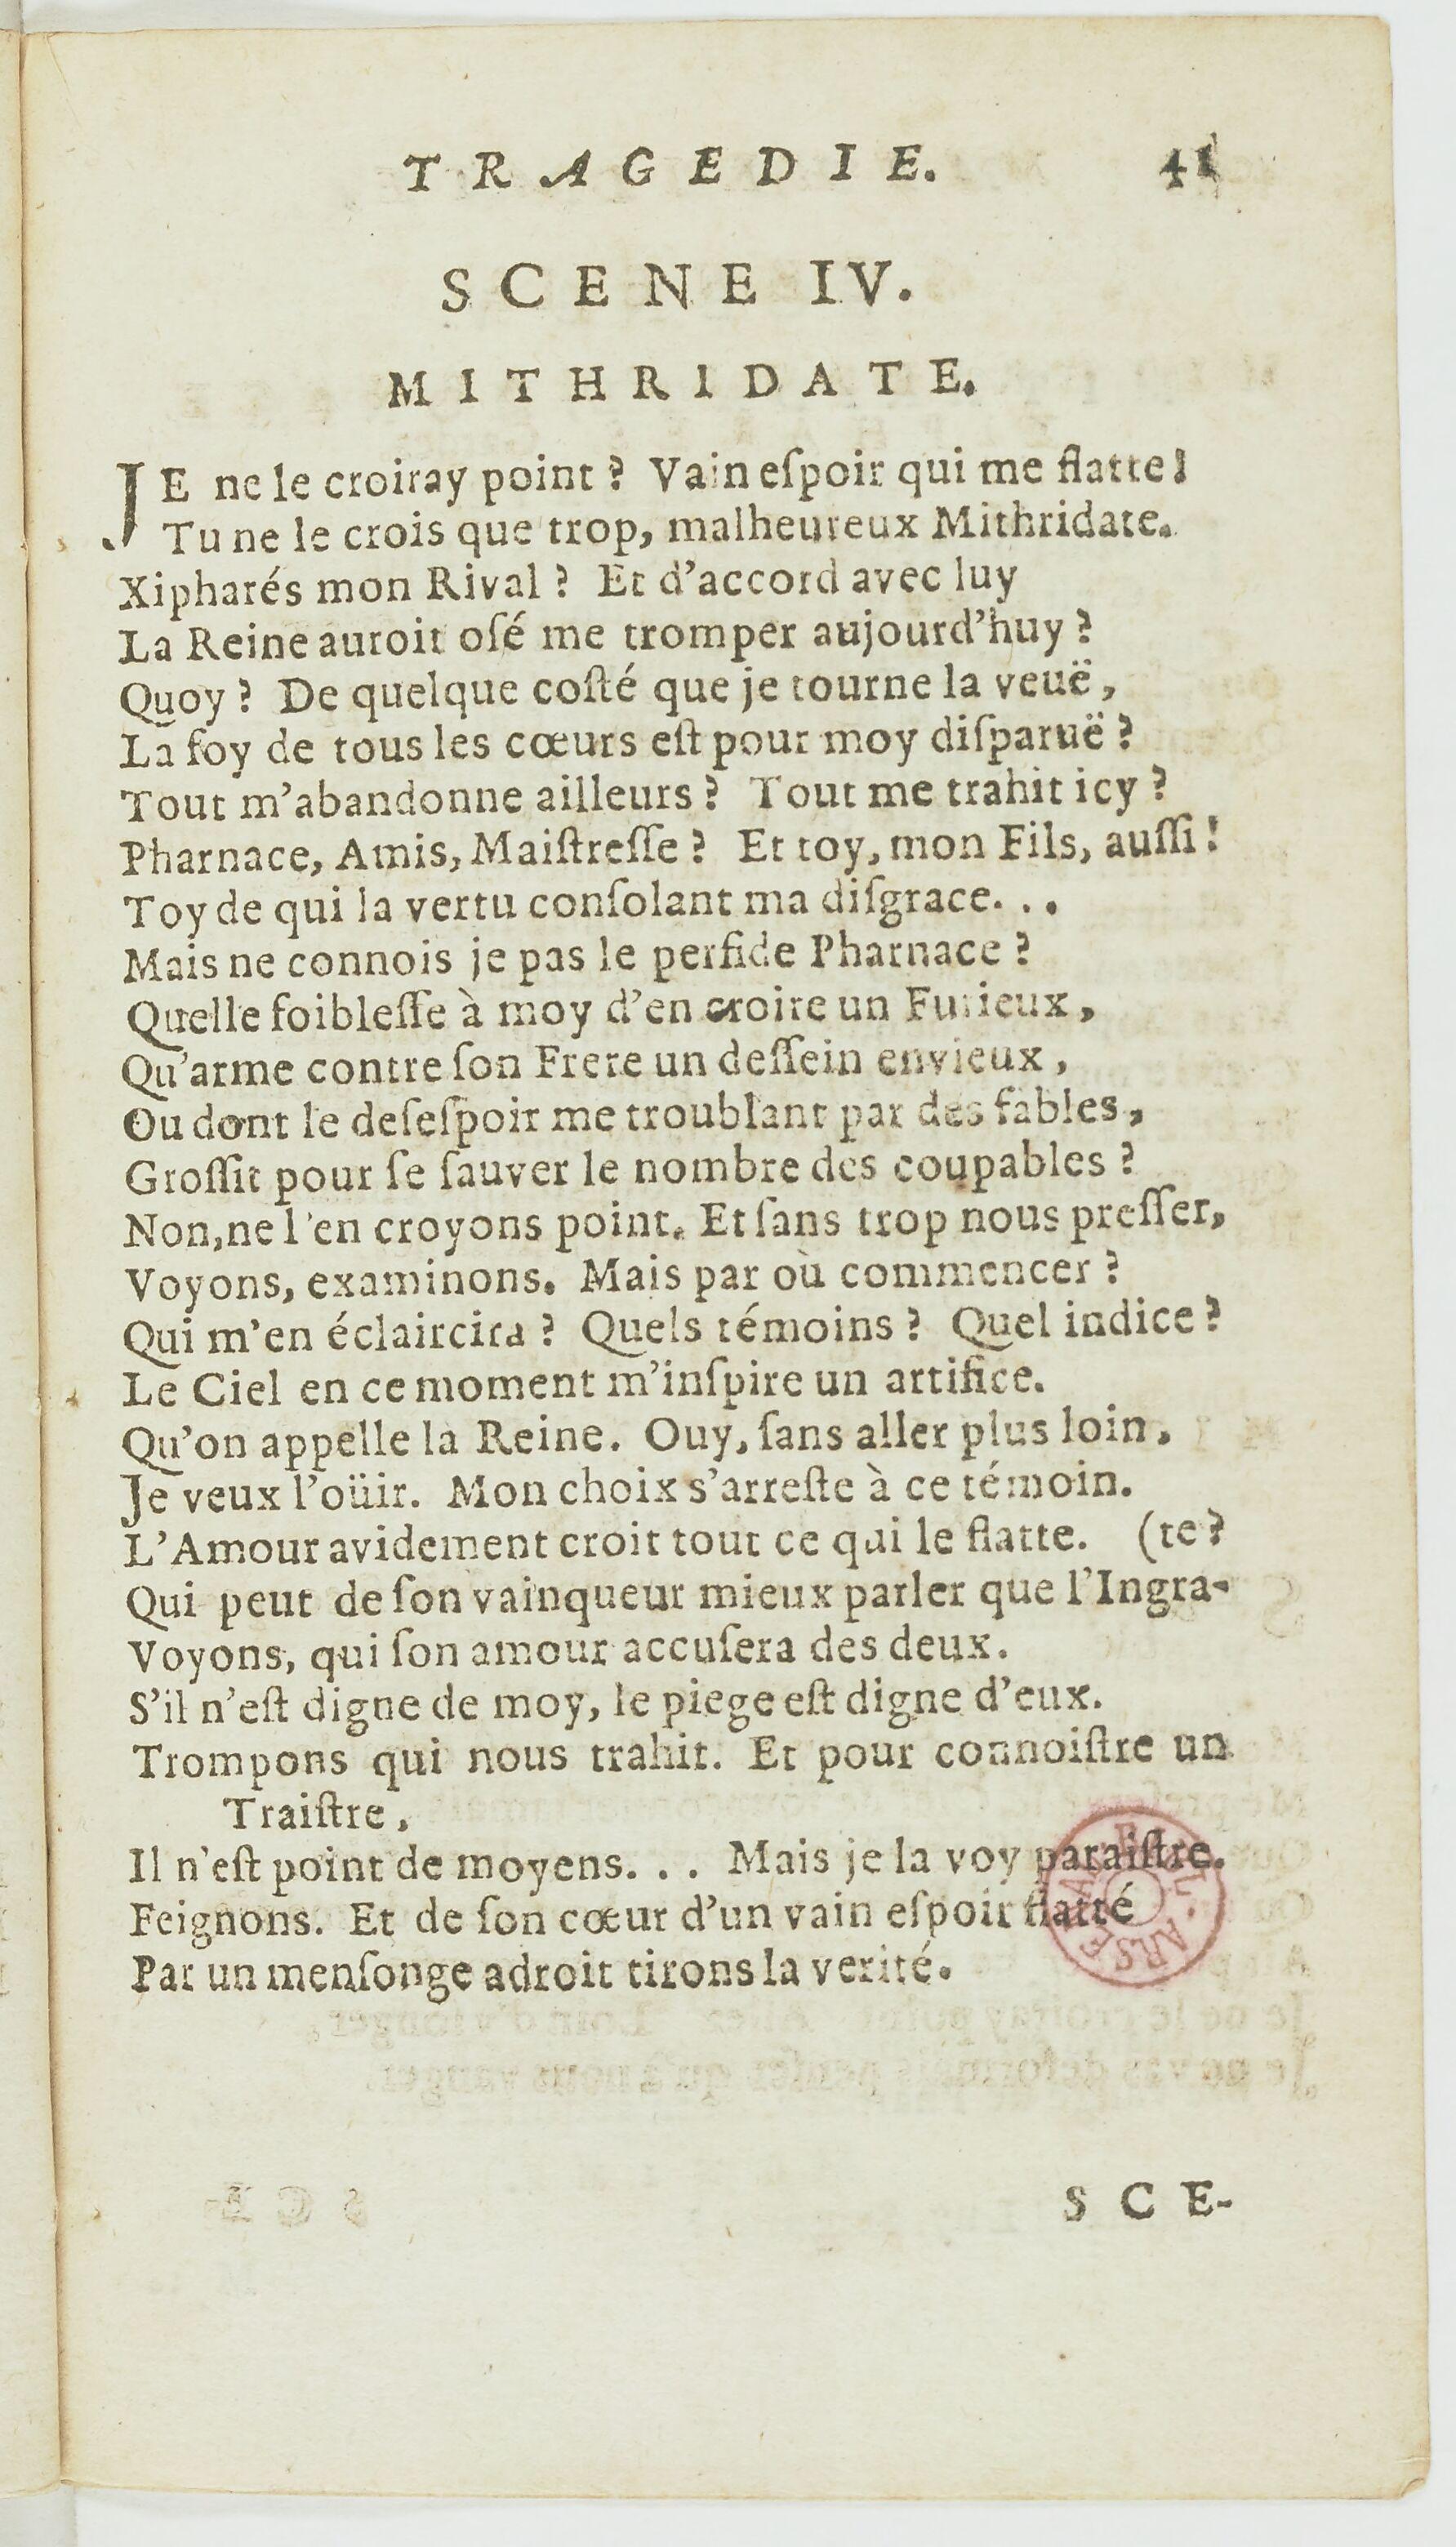 TRAGEDIE. 41
SCENE IV.
MITHRIDATE.
JE ne le croiray point? Vain eſpoir qui me flatte!
Tu ne le crois que trop, malheureux Mithridate.
Xipharés mon Rival? Et d'accord avec luy
La Reine auroit oſé me tromper aujourd'huy?
Quoy? De quelque coſté que je tourne la veuë,
La foy de tous les cœurs eſt pour moy diſparuë?
Tout m'abandonne ailleurs? Tout me trahit icy?
Pharnace, Amis, Maiſtreſſe? Et toy, mon Fils, auſſi!
Toy de qui la vertu conſolant ma diſgrace...
Mais ne connois je pas le perfide Pharnace?
Quelle foibleſſe à moy d'en croire un Furieux,
Qu'arme contre ſon Frere un deſſein envieux,
Ou dont le deſeſpoir me troublant par des fables,
Groſſit pour ſe ſauver le nombre des coupables?
Non, ne l'en croyons point. Et ſans trop nous preſſer,
Voyons, examinons. Mais par où commencer?
Qui m'en éclaircira? Quels témoins? Quel indice?
Le Ciel en ce moment m'inſpire un artifice.
Qu'on appelle la Reine. Ouy, ſans aller plus loin,
Je veux l'oüir. Mon choix s'arreſte à ce témoin.
L'Amour avidement croit tout ce qui le flatte. (te?
Qui peut de ſon vainqueur mieux parler que l'Ingra-
Voyons, qui ſon amour accuſera des deux.
S'il n'eſt digne de moy, le piege eſt digne d'eux.
Trompons qui nous trahit. Et pour connoiſtre un
Traiſtre,
Il n'eſt point de moyens... Mais je la voy paraiſtre.
Feignons. Et de ſon cœur d'un vain eſpoir flatté
Par un menſonge adroit tirons la verité.
SCE-